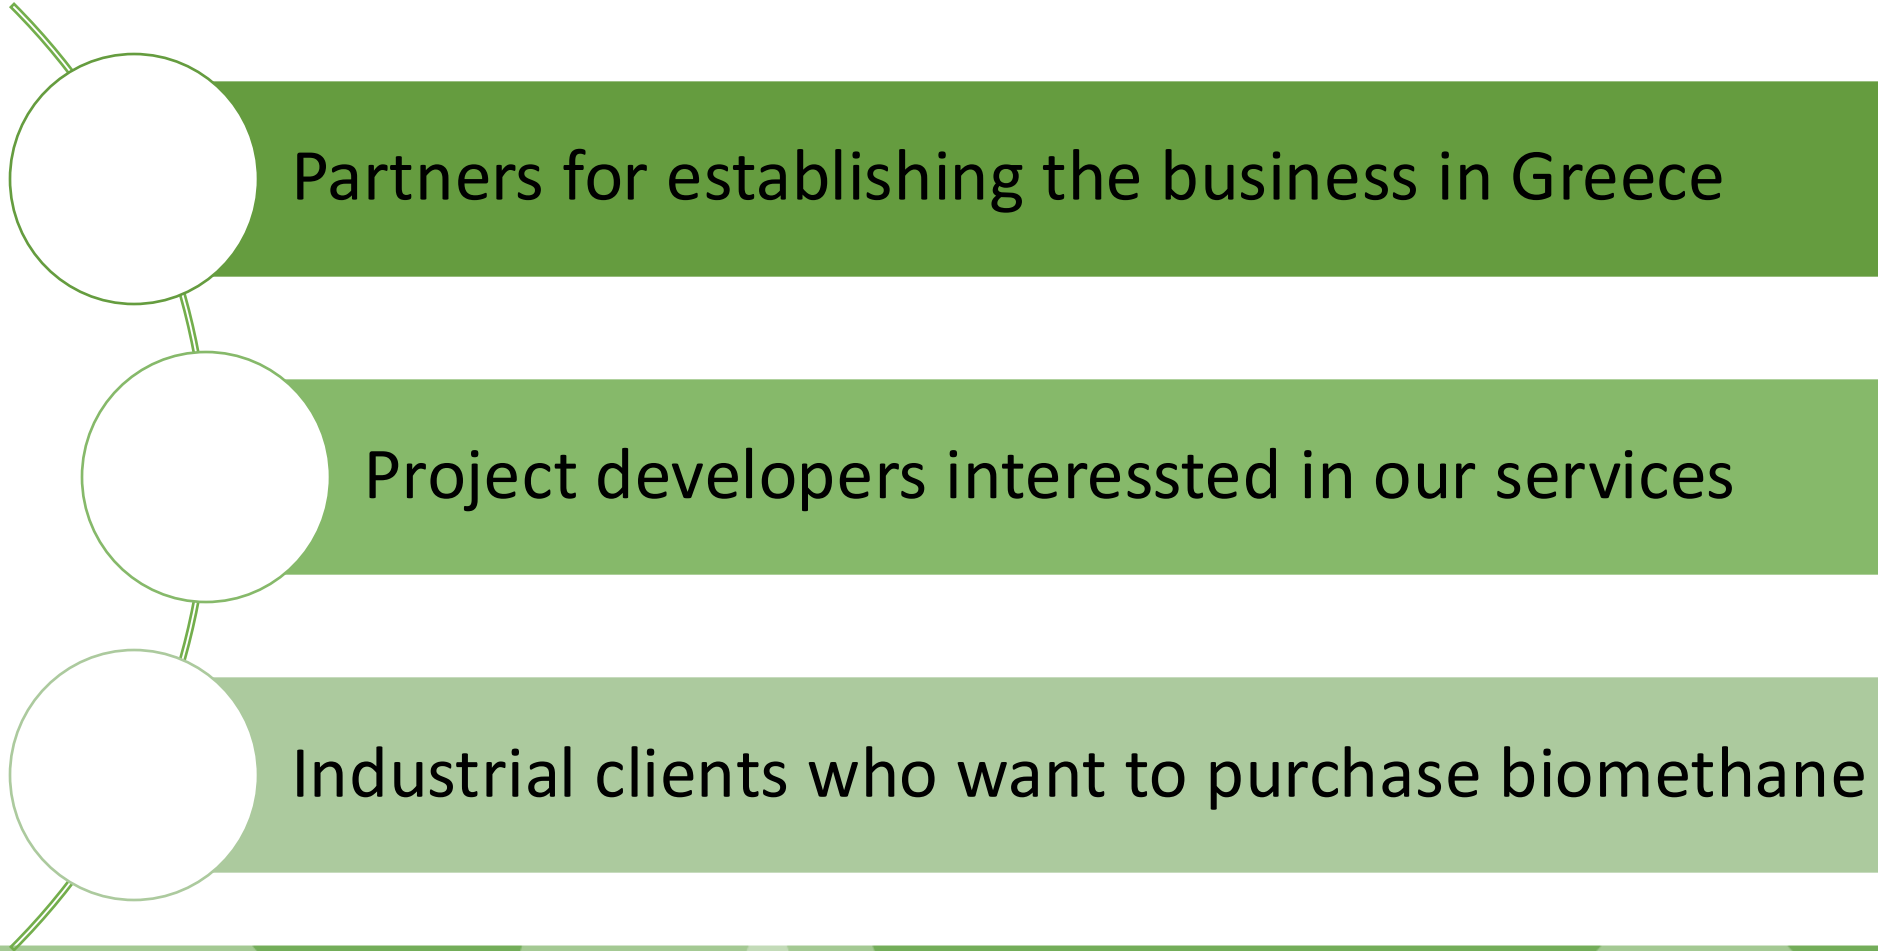 Partners for establishing the business in Greece
Project developers interessted in our services
Industrial clients who want to purchase biomethane